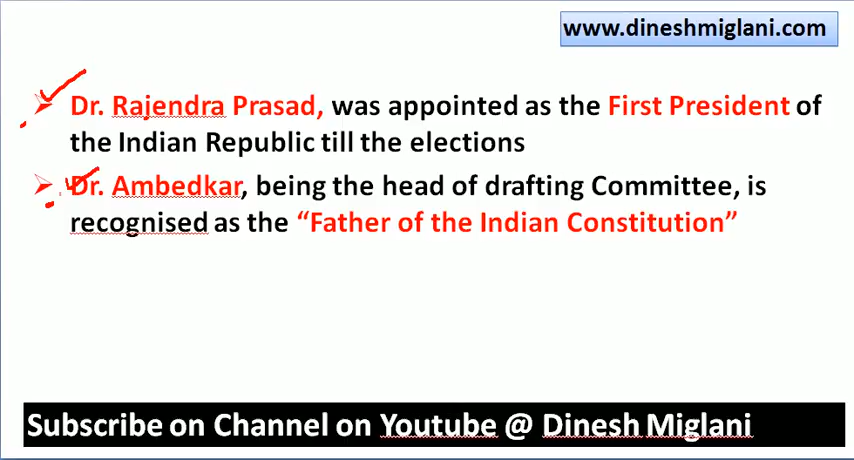 www.dineshmiglani.com
Dr. Rajendra Prasad, was appointed as the First President of
the Indian Republic till the elections
Dr. Ambedkar, being the head of drafting Committee, is
recognised as the “Father of the Indian Constitution”
Subscribe on Channel on Youtube @ Dinesh Miglani